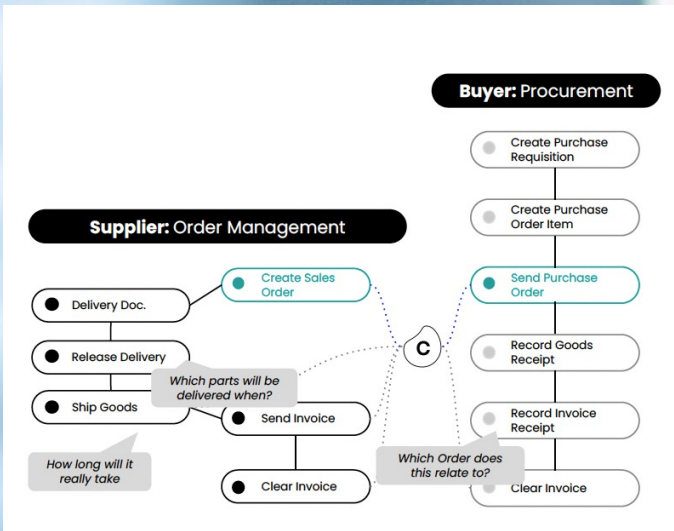 Buyer: Procurement
Create Purchase
Requisition
Create Purchase
Order Item
Supplier: Order Management
Create Sales
Order
Send Purchase
Order
Delivery Doc.
C
Release Delivery
Record Goods
Receipt
Which parts will be
delivered when?
Ship Goods
Send Invoice
Record Invoice
Receipt
How long will it
really take
Which Order does
this relate to?
Clear Invoice
Clear Invoice